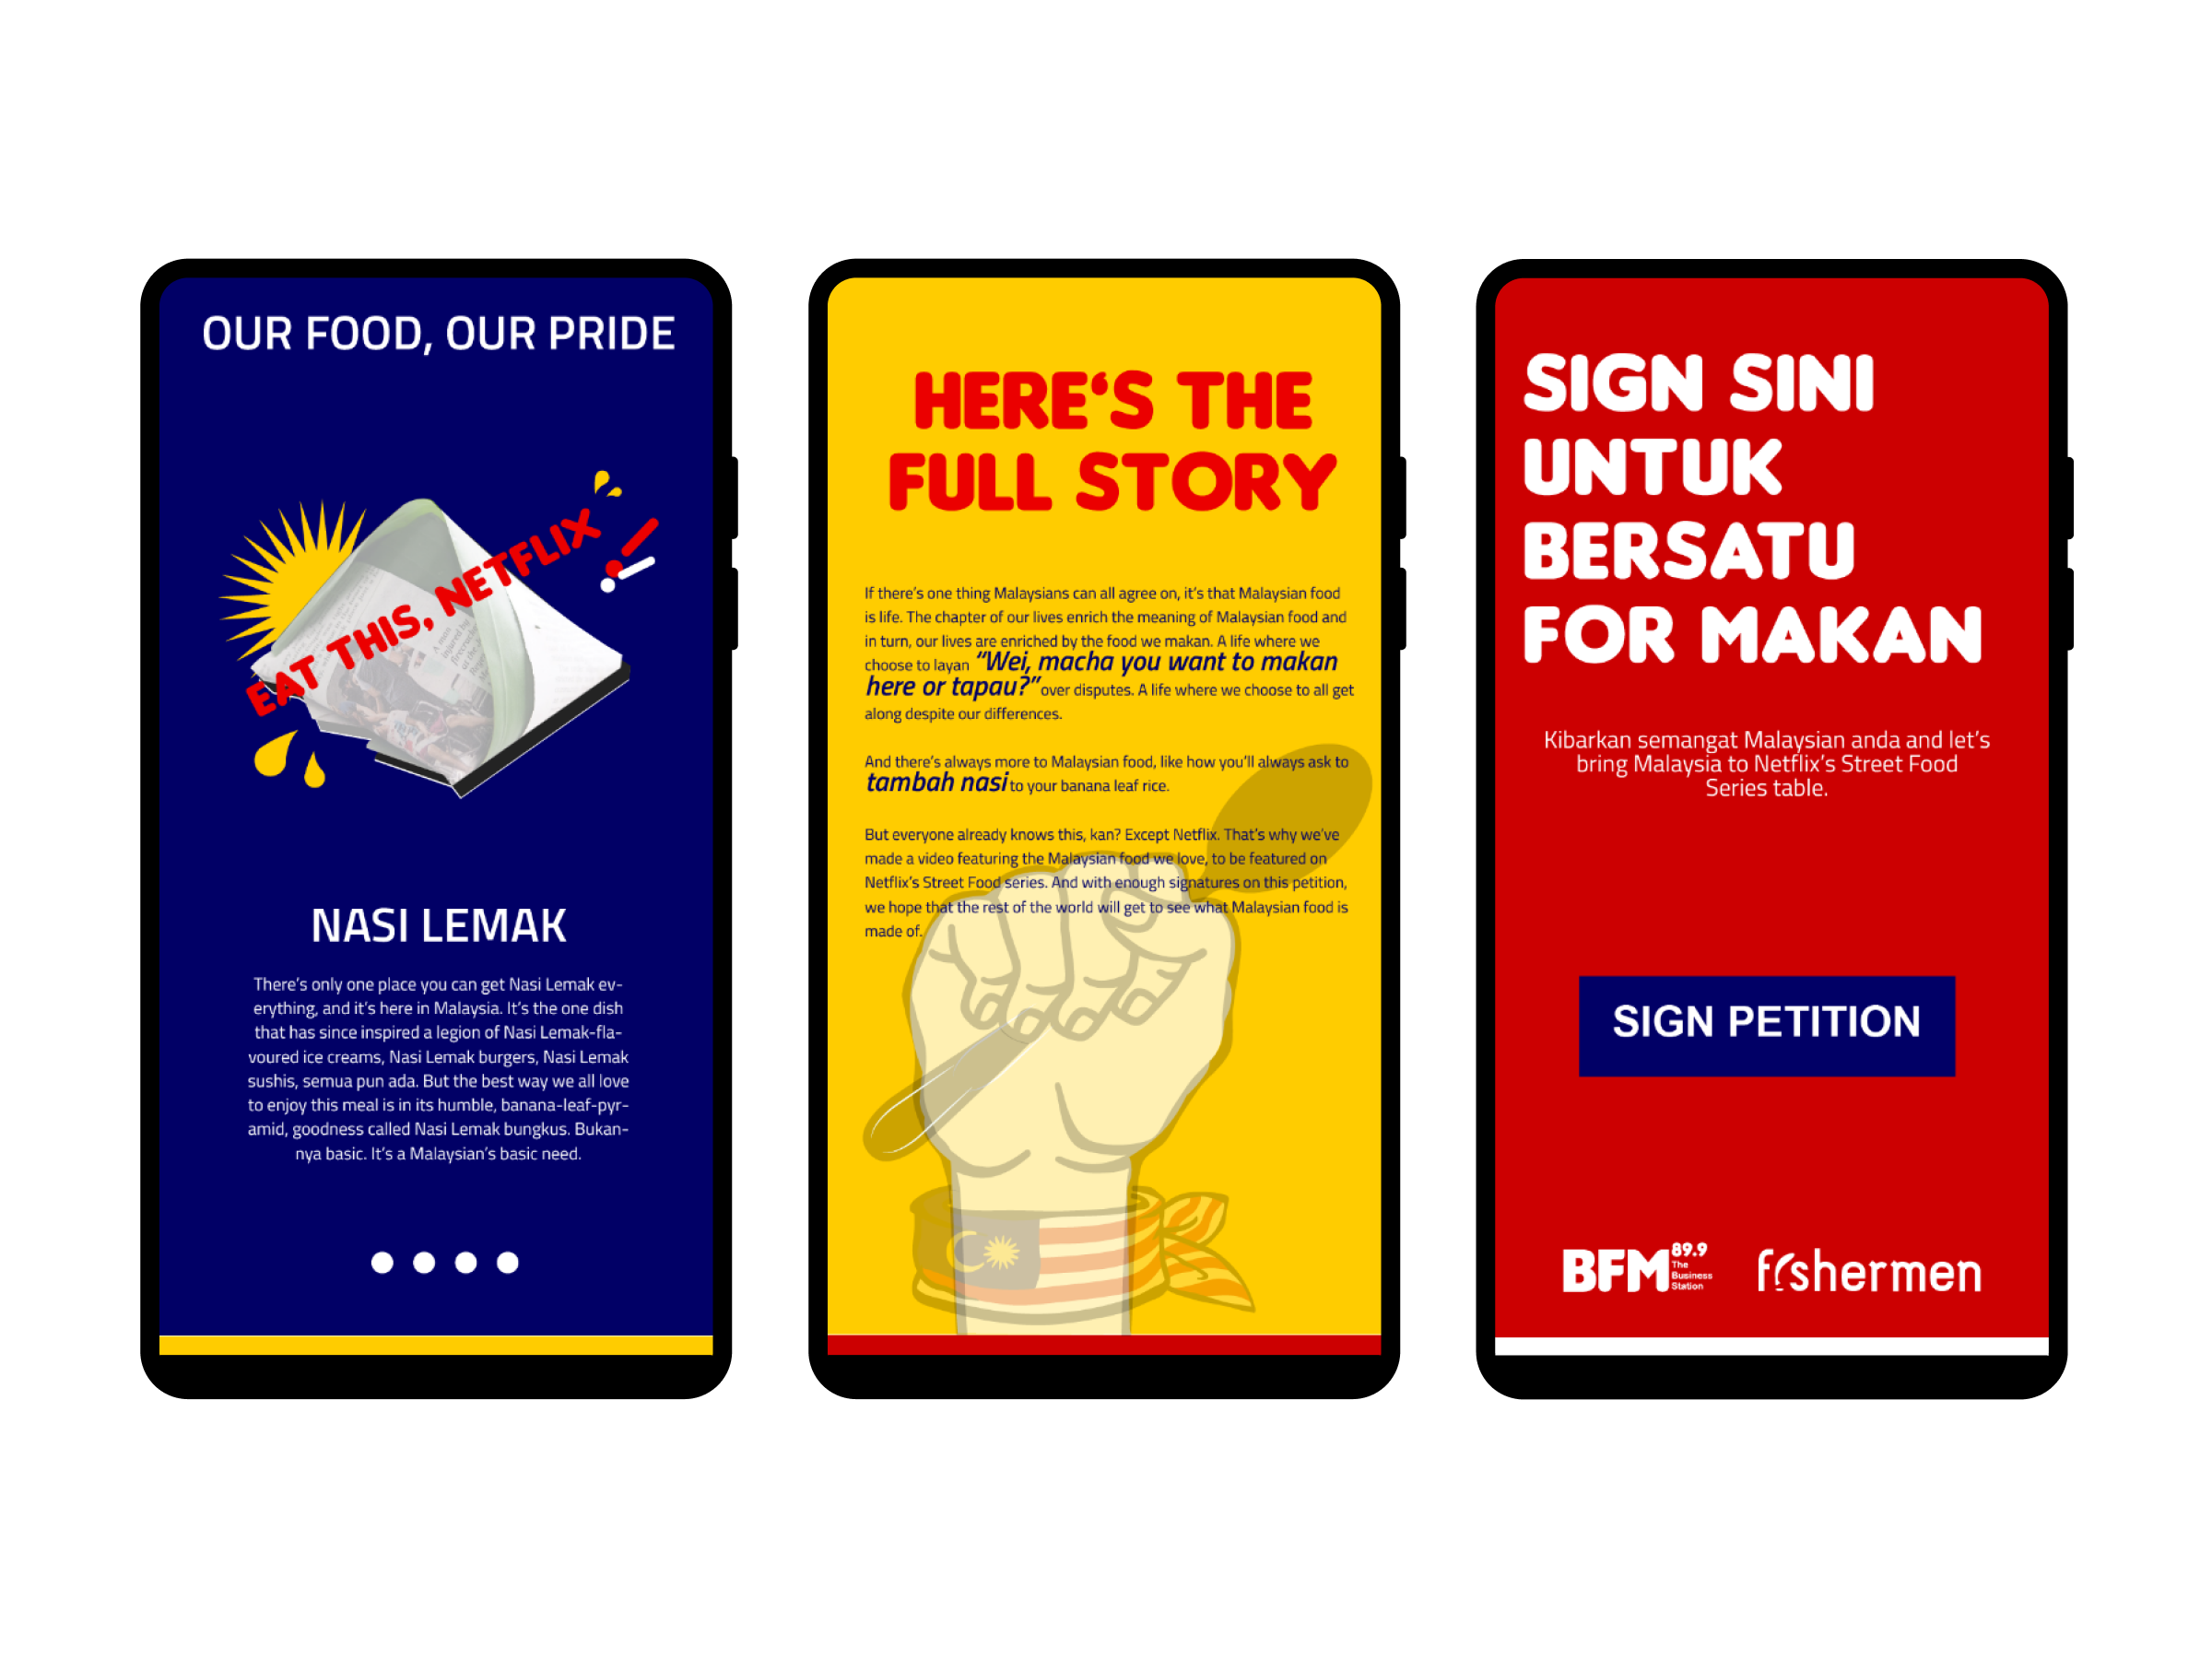 OUR FOOD, OUR PRIDE
EAT THIS, NETFLIX!!
NASI LEMAK
There's only one place you can get Nasi Lemak ev-
erything, and it's here in Malaysia. It's the one dish
that has since inspired a legion of Nasi Lemak-fla-
voured ice creams, Nasi Lemak burgers, Nasi Lemak
sushis, semua pun ada. But the best way we all love
to enjoy this meal is in its humble, banana-leaf-pyr-
amid, goodness called Nasi Lemak bungkus. Bukan-
nya basic. It's a Malaysian's basic need.
HERE'S THE
FULL STORY
If there's one thing Malaysians can all agree on, it's that Malaysian food
is life. The chapter of our lives enrich the meaning of Malaysian food and
in turn, our lives are enriched by the food we makan. A life where we
choose to layan "Wei, macha you want to makan
here or tapau?" over disputes. A life where we choose to all get
along despite our differences.
And there's always more to Malaysian food, like how you'll always ask to
tambah nasi to your banana leaf rice.
But everyone already knows this, kan? Except Netflix. That's why we've
made a video featuring the Malaysian food we love, to be featured on
Netflix's Street Food series. And with enough signatures on this petition,
we hope that the rest of the world will get to see what Malaysian food is
made of.
SIGN SINI
UNTUK
BERSATU
FOR MAKAN
Kibarkan semangat Malaysian anda and let's
bring Malaysia to Netflix's Street Food
Series table.
SIGN PETITION
BFM 89.9
The
Business
Station
fishermen